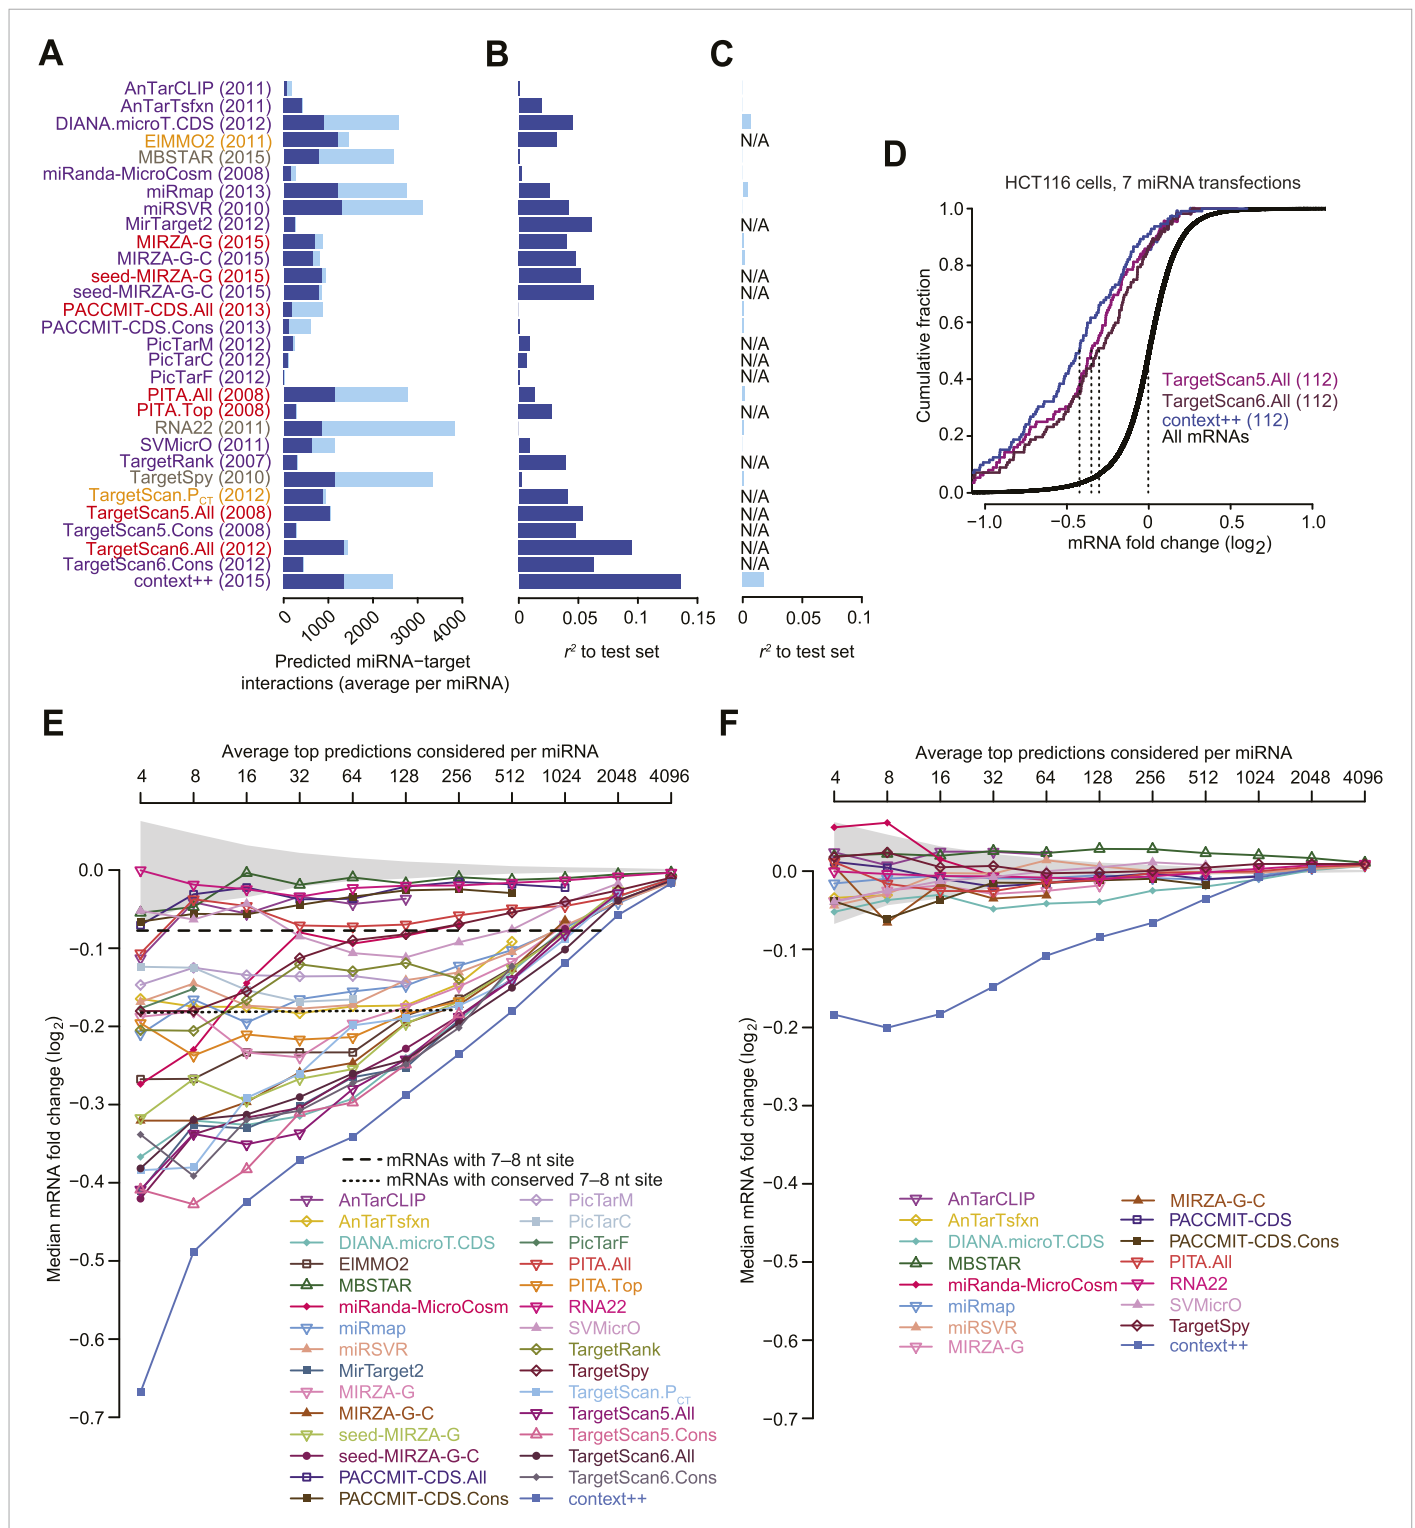 A
B
C
AnTarCLIP (2011)
AnTarTsfxn (2011)
DIANA.microT.CDS (2012)
ElMMO2 (2011)
MBSTAR (2015)
miRanda-MicroCosm (2008)
miRmap (2013)
miRSVR (2010)
MirTarget2 (2012)
MIRZA-G (2015)
MIRZA-G-C (2015)
seed-MIRZA-G (2015)
seed-MIRZA-G-C (2015)
PACCMIT-CDS.All (2013)
PACCMIT-CDS.Cons (2013)
PicTarM (2012)
PicTarC (2012)
PicTarF (2012)
PITA.All (2008)
PITA.Top (2008)
RNA22 (2011)
SVMicrO (2011)
TargetRank (2007)
TargetSpy (2010)
TargetScan.PCT (2012)
TargetScan5.All (2008)
TargetScan5.Cons (2008)
TargetScan6.All (2012)
TargetScan6.Cons (2012)
context++ (2015)
0 1000 2000 3000 4000
Predicted miRNA−target
interactions (average per miRNA)
0 0.05 0.1 0.15
r2 to test set
N/A
N/A
N/A
N/A
N/A
N/A
N/A
N/A
N/A
N/A
N/A
N/A
N/A
N/A
0 0.1
r2 to test set
D
HCT116 cells, 7 miRNA transfections
Cumulative fraction
1.0
0.8
0.6
0.4
0.2
0.0
TargetScan5.All (112)
TargetScan6.All (112)
context++ (112)
All mRNAs
−1.0 −0.5 0 0.5 1.0
mRNA fold change (log2)
E
Average top predictions considered per miRNA
4 8 16 32 64 128 256 512 1024 2048 4096
Median mRNA fold change (log2)
0.0
−0.1
−0.2
−0.3
−0.4
−0.5
−0.6
−0.7
mRNAs with 7–8 nt site
mRNAs with conserved 7–8 nt site
AnTarCLIP
AnTarTsfxn
DIANA.microT.CDS
ElMMO2
MBSTAR
miRanda-MicroCosm
miRmap
miRSVR
MirTarget2
MIRZA-G
MIRZA-G-C
seed-MIRZA-G
seed-MIRZA-G-C
PACCMIT-CDS.All
PACCMIT-CDS.Cons
PicTarM
PicTarC
PicTarF
PITA.All
PITA.Top
RNA22
SVMicrO
TargetRank
TargetSpy
TargetScan.PCT
TargetScan5.All
TargetScan5.Cons
TargetScan6.All
TargetScan6.Cons
context++
F
Average top predictions considered per miRNA
4 8 16 32 64 128 256 512 1024 2048 4096
Median mRNA fold change (log2)
0.0
−0.1
−0.2
−0.3
−0.4
−0.5
−0.6
−0.7
AnTarCLIP
AnTarTsfxn
DIANA.microT.CDS
MBSTAR
miRanda-MicroCosm
miRmap
miRSVR
MIRZA-G
MIRZA-G-C
PACCMIT-CDS
PACCMIT-CDS.Cons
PITA.All
RNA22
SVMicrO
TargetSpy
context++